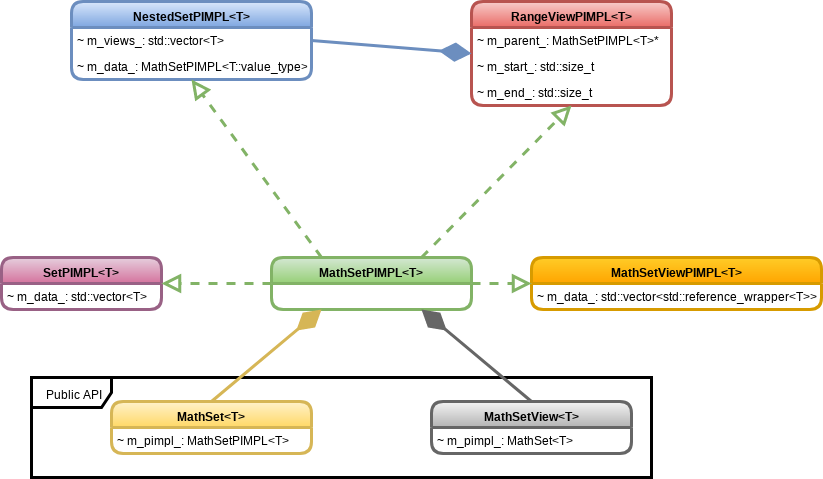 NestedSetPIMPL<T>
~ m_views_: std::vector<T>
~ m_data_: MathSetPIMPL<T::value_type>
RangeViewPIMPL<T>
~ m_parent_: MathSetPIMPL<T>*
~ m_start_: std::size_t
~ m_end_: std::size_t
SetPIMPL<T>
~ m_data_: std::vector<T>
MathSetPIMPL<T>
MathSetViewPIMPL<T>
~ m_data_: std::vector<std::reference_wrapper<T>>
Public API
MathSet<T>
~ m_pimpl_: MathSetPIMPL<T>
MathSetView<T>
~ m_pimpl_: MathSet<T>